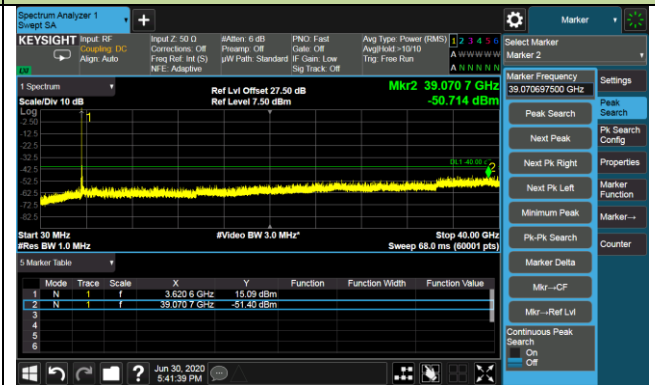 Spectrum Analyzer 1
Swept SA
Marker
KEYSIGHT
Input: RF
Coupling: DC
Align: Auto
Input Z: 50 Ω
Corrections: Off
Freq Ref: Int (S)
NFE: Adaptive
#Atten: 6 dB
Preamp: Off
µW Path: Standard
PNO: Fast
Gate: Off
IF Gain: Low
Sig Track: Off
Avg Type: Power (RMS)
Avg|Hold:>10/10
Trig: Free Run
1 2 3 4 5 6
A W W W W W
A N N N N N
Select Marker
Marker 2
1 Spectrum
Scale/Div 10 dB
Log
Ref Lvl Offset 27.50 dB
Ref Level 7.50 dBm
Mkr2 39.070 7 GHz
-50.714 dBm
-2.50
-12.5
-22.5
-32.5
-42.5
-52.5
-62.5
-72.5
-82.5
1
2
Start 30 MHz
#Res BW 1.0 MHz
#Video BW 3.0 MHz*
Stop 40.00 GHz
Sweep 68.0 ms (60001 pts)
5 Marker Table
Mode Trace Scale X Y Function Function Width Function Value
1 N 1 f 3.620 6 GHz 15.09 dBm
2 N 1 f 39.070 7 GHz -51.40 dBm
3
4
5
6
Marker Frequency
39.070697500 GHz
Peak Search
Next Peak
Next Pk Right
Next Pk Left
Minimum Peak
Pk-Pk Search
Marker Delta
Mkr→CF
Mkr→Ref Lvl
Continuous Peak
Search
On
Off
Settings
Peak
Search
Pk Search
Config
Properties
Marker
Function
Marker→
Counter
Jun 30, 2020
5:41:39 PM